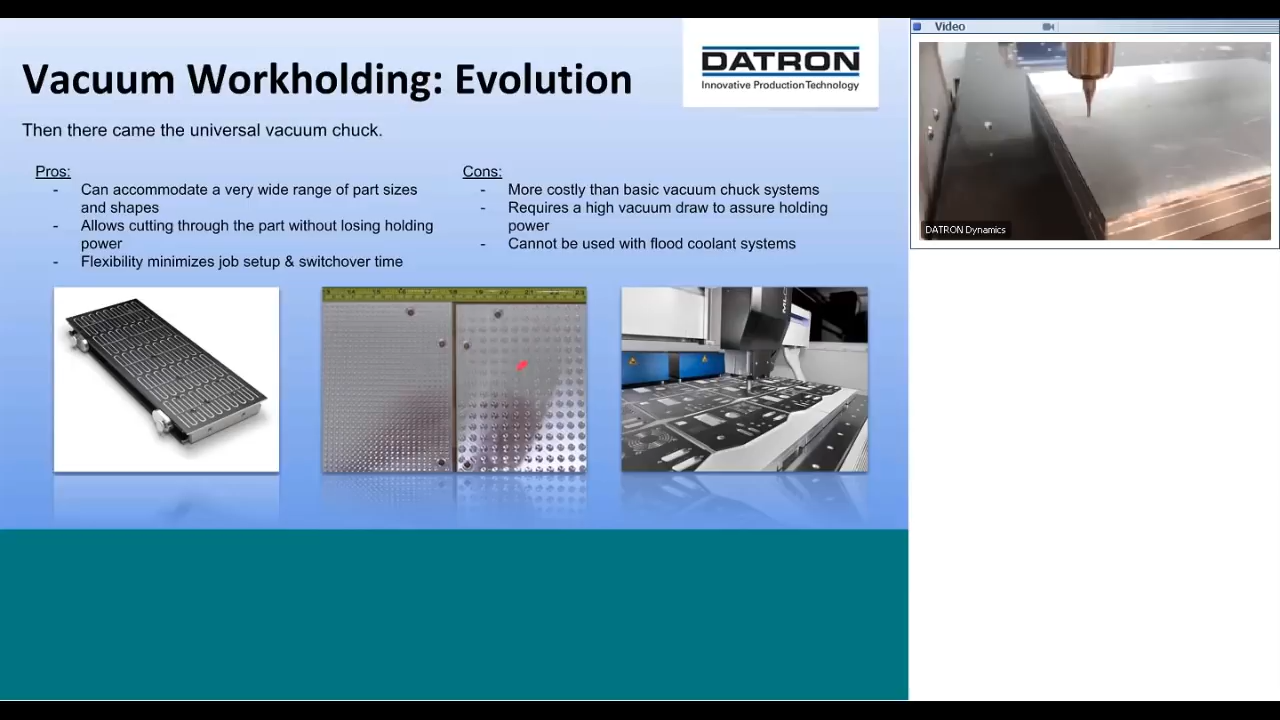 Vacuum Workholding: Evolution
DATRON
Innovative Production Technology
Then there came the universal vacuum chuck.
Pros:
- Can accommodate a very wide range of part sizes
and shapes
- Allows cutting through the part without losing holding
power
- Flexibility minimizes job setup & switchover time
Cons:
- More costly than basic vacuum chuck systems
- Requires a high vacuum draw to assure holding
power
- Cannot be used with flood coolant systems
Video
DATRON Dynamics